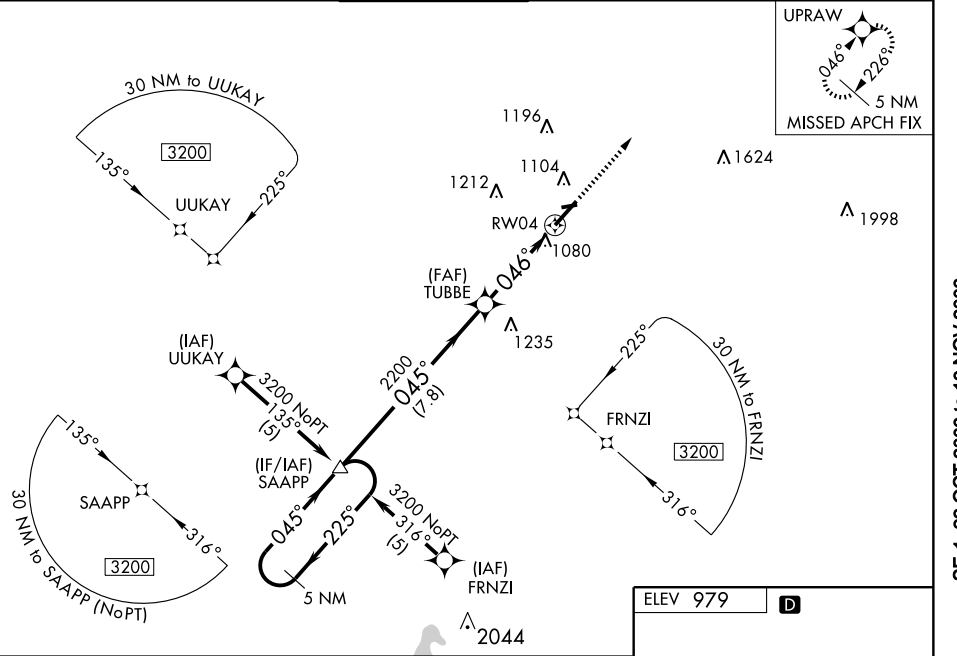 UPRAW
046°
226°
5 NM
MISSED APCH FIX
30 NM to UUKAY
3200
135°
225°
UUKAY
1196
1104
1212
1624
1998
RW04
1080
046°
(FAF)
TUBBE
1235
(IAF)
UUKAY
3200 NoPT
135°
(5)
2200
045°
(7.8)
225°
30 NM to FRNZI
FRNZI
3200
316°
135°
SAAPP
316°
3200
30 NM to SAAPP (NoPT)
(IF/IAF)
SAAPP
045°
225°
5 NM
3200 NoPT
316°
(5)
(IAF)
FRNZI
2044
ELEV 979
D